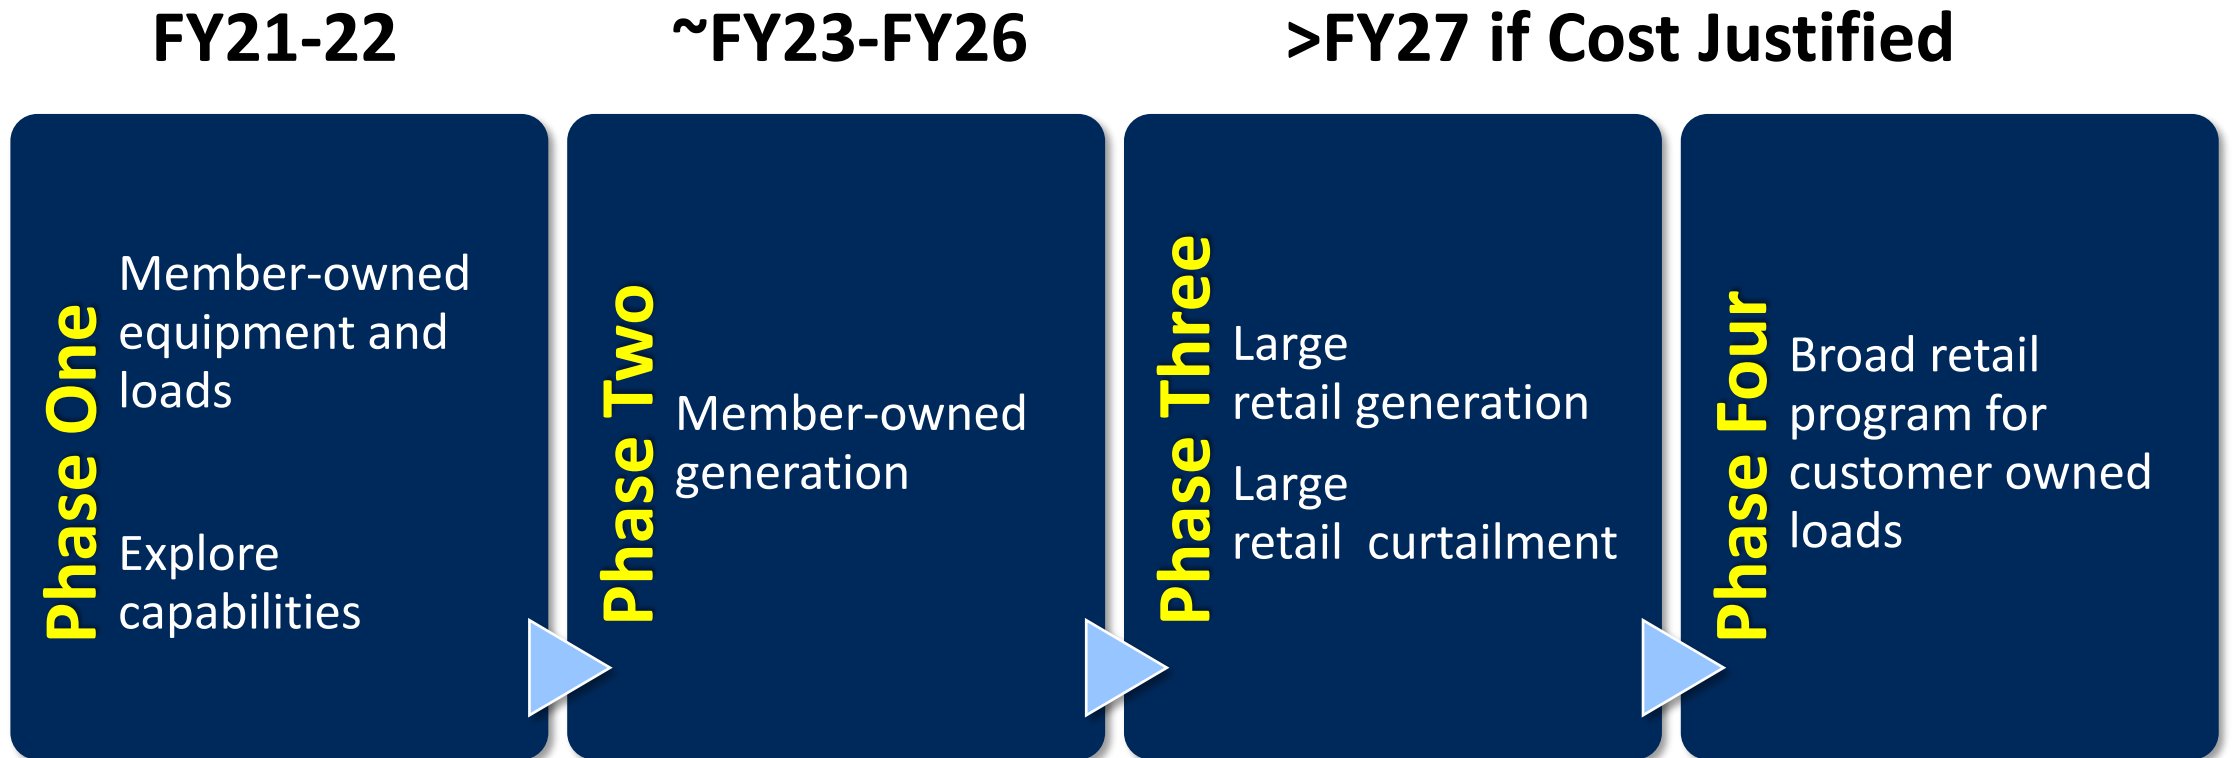 FY21-22
~FY23-FY26
>FY27 if Cost Justified
Phase One
Member-owned
equipment and
loads
Explore
capabilities
Phase Two
Member-owned
generation
Phase Three
Large
retail generation
Large
retail  curtailment
Phase Four
Broad retail
program for
customer owned
loads